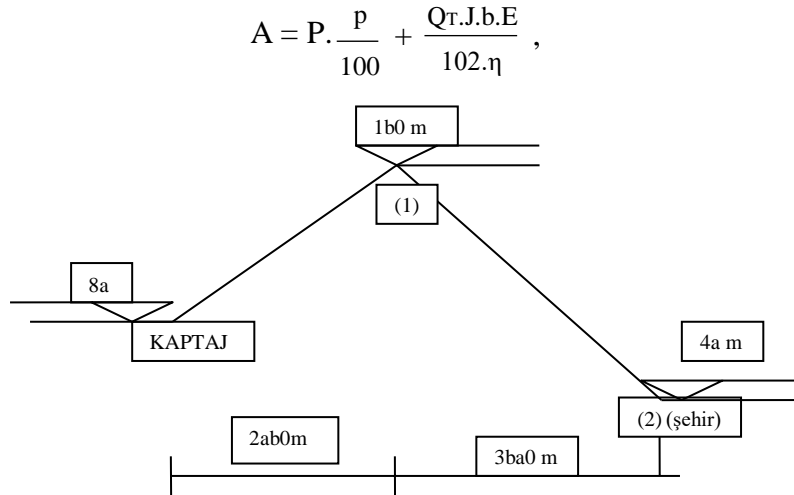 A = P. p/100 + QT.J.b.E/102.η ,
1b0 m
(1)
8a
KAPTAJ
4a m
(2) (şehir)
2ab0m
3ba0 m